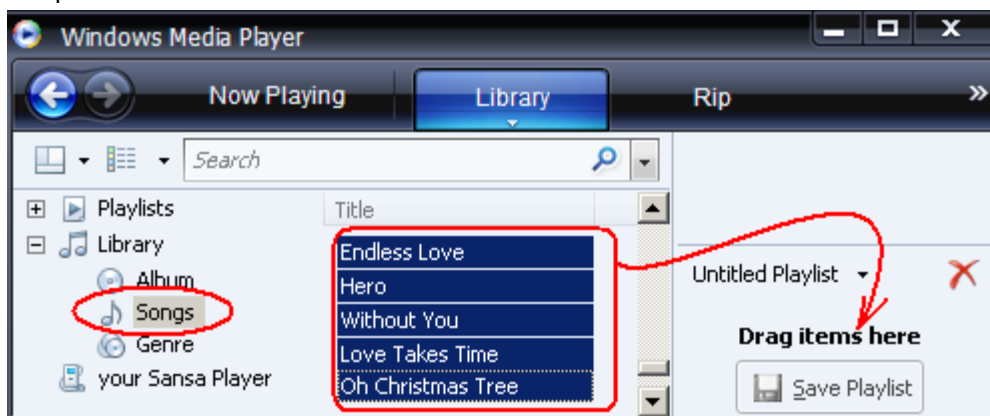 Windows Media Player
Now Playing Library Rip »
Search
Playlists
Library
Album
Songs
Genre
your Sansa Player
Title
Endless Love
Hero
Without You
Love Takes Time
Oh Christmas Tree
Untitled Playlist
Drag items here
Save Playlist